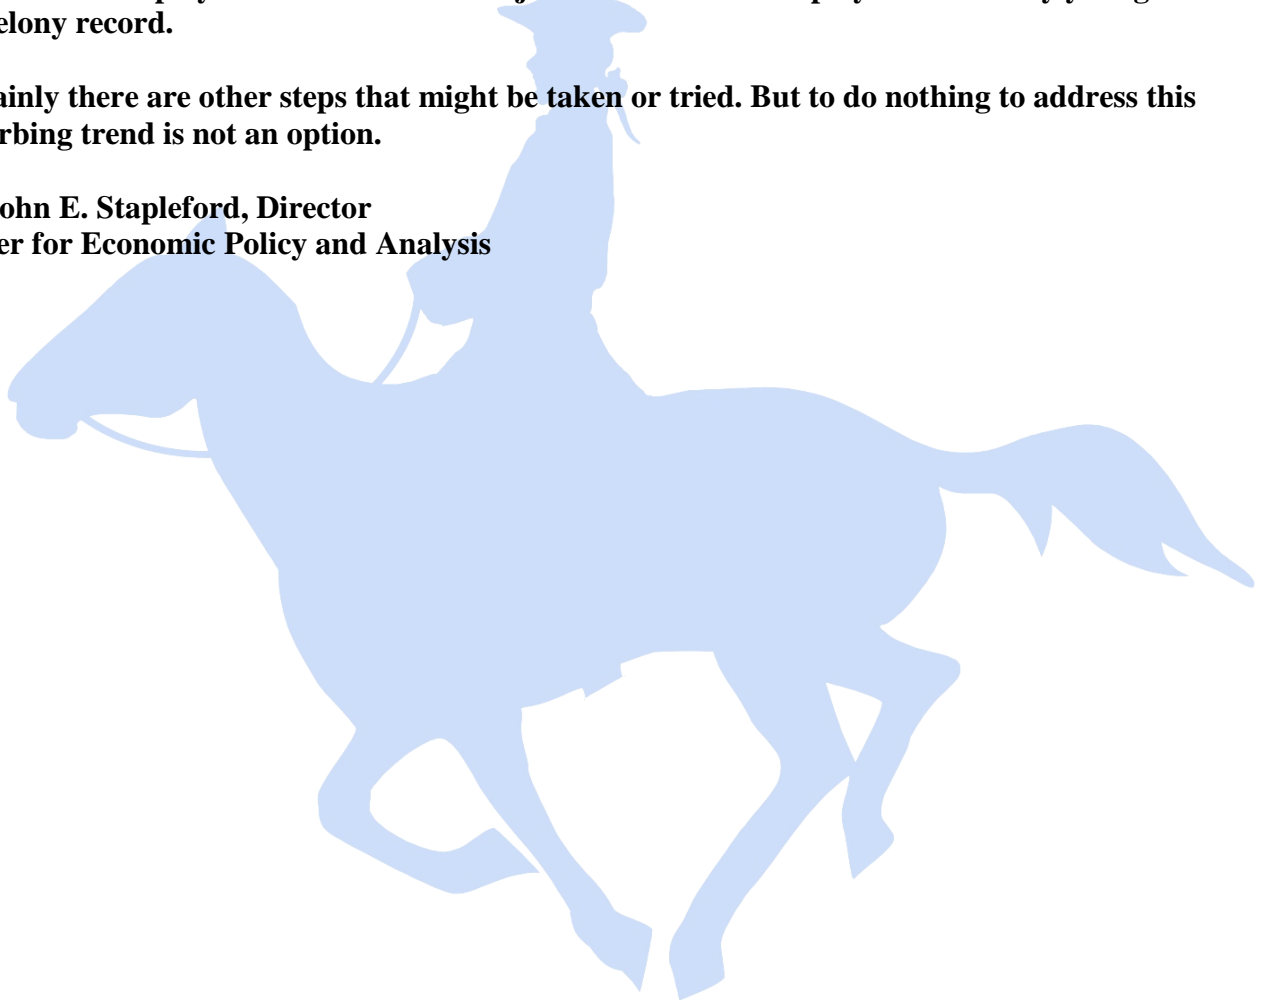 elony record.
ainly there are other steps that might be taken or tried. But to do nothing to address this
rbing trend is not an option.
ohn E. Stapleford, Director
er for Economic Policy and Analysis